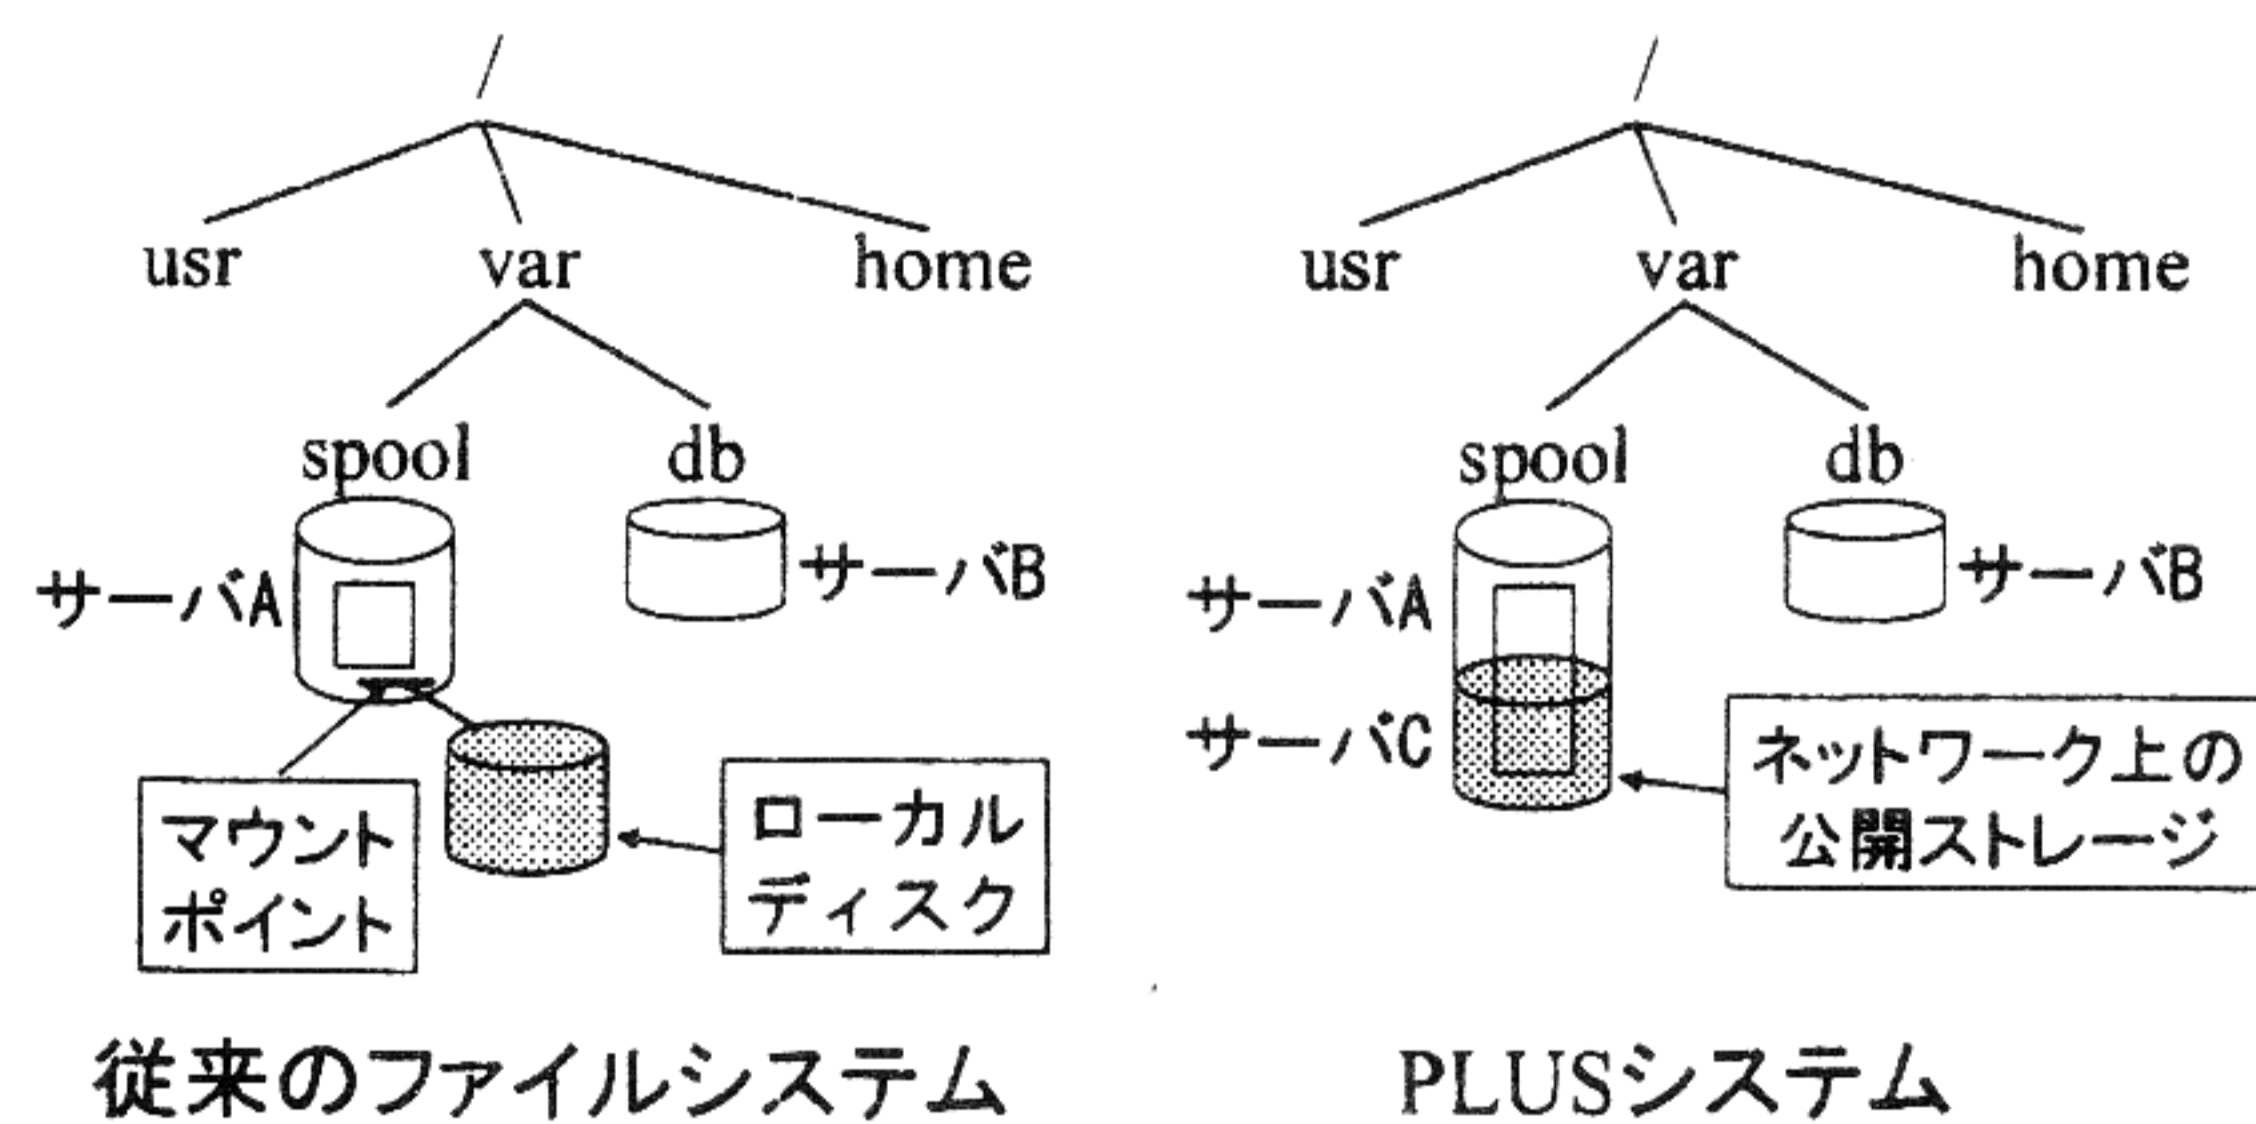 /
usr
var
home
spool
db
サーバA
サーバB
マウント
ポイント
ローカル
ディスク
従来のファイルシステム
/
usr
var
home
spool
db
サーバA
サーバB
サーバC
ネットワーク上の
公開ストレージ
PLUSシステム